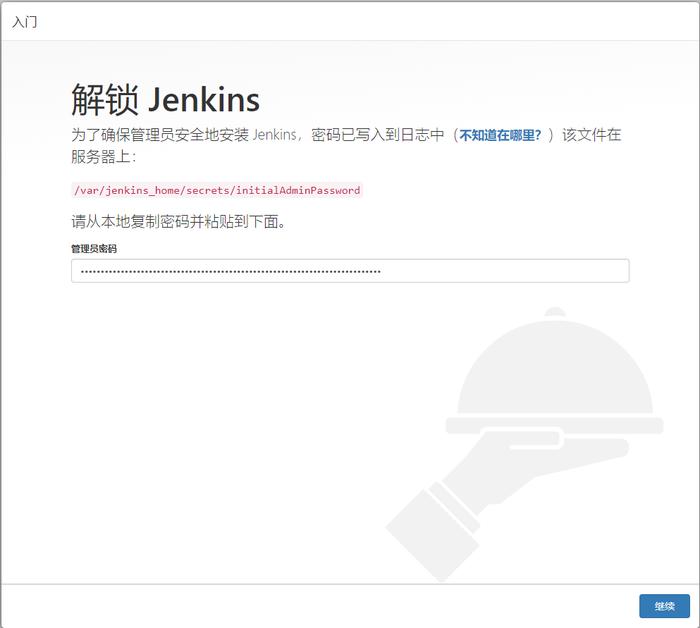 入门
解锁 Jenkins
为了确保管理员安全地安装 Jenkins，密码已写入到日志中（不知道在哪里？）该文件在
服务器上：
/var/jenkins_home/secrets/initialAdminPassword
请从本地复制密码并粘贴到下面。
管理员密码
继续